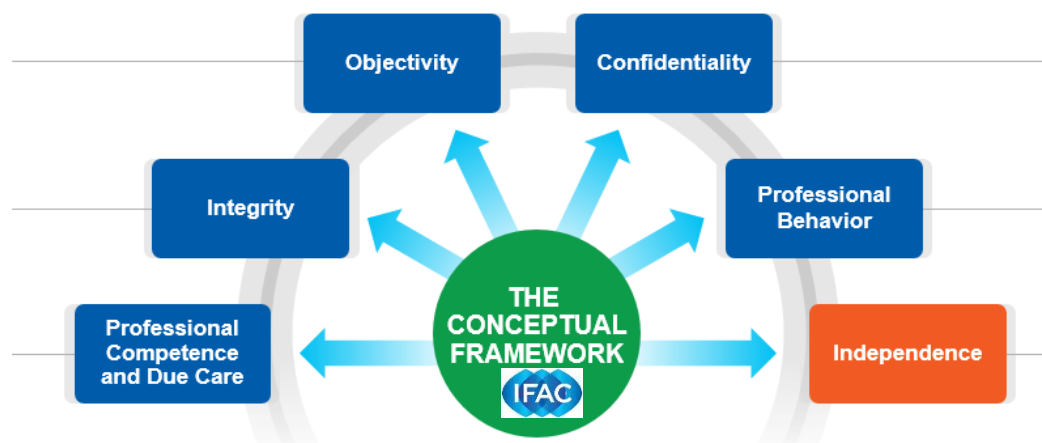 Objectivity
Confidentiality
Integrity
Professional
Behavior
THE
CONCEPTUAL
FRAMEWORK
IFAC
Professional
Competence
and Due Care
Independence